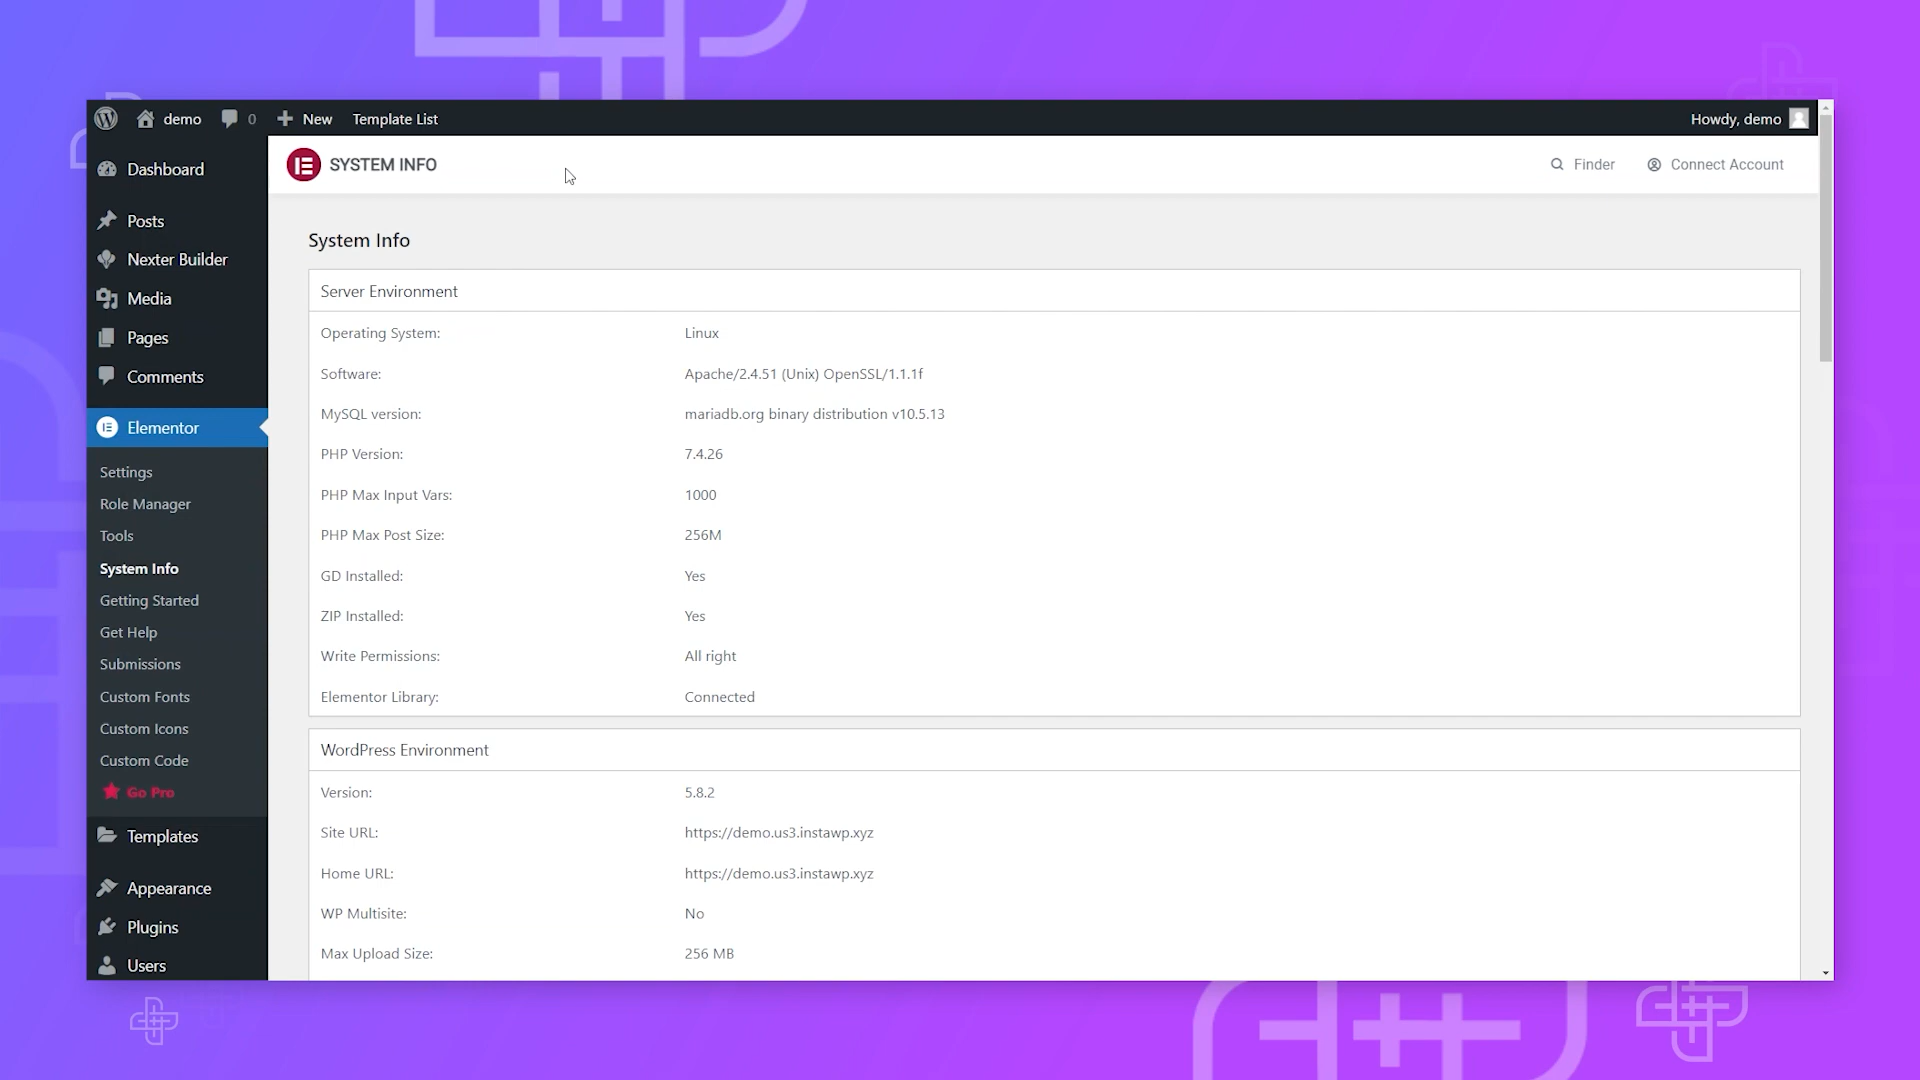 demo 0 New Template List Howdy, demo
Dashboard
Posts
Nexter Builder
Media
Pages
Comments
Elementor
Settings
Role Manager
Tools
System Info
Getting Started
Get Help
Submissions
Custom Fonts
Custom Icons
Custom Code
Go Pro
Templates
Appearance
Plugins
Users
SYSTEM INFO Finder Connect Account
System Info
Server Environment
Operating System: Linux
Software: Apache/2.4.51 (Unix) OpenSSL/1.1.1f
MySQL version: mariadb.org binary distribution v10.5.13
PHP Version: 7.4.26
PHP Max Input Vars: 1000
PHP Max Post Size: 256M
GD Installed: Yes
ZIP Installed: Yes
Write Permissions: All right
Elementor Library: Connected
WordPress Environment
Version: 5.8.2
Site URL: https://demo.us3.instawp.xyz
Home URL: https://demo.us3.instawp.xyz
WP Multisite: No
Max Upload Size: 256 MB